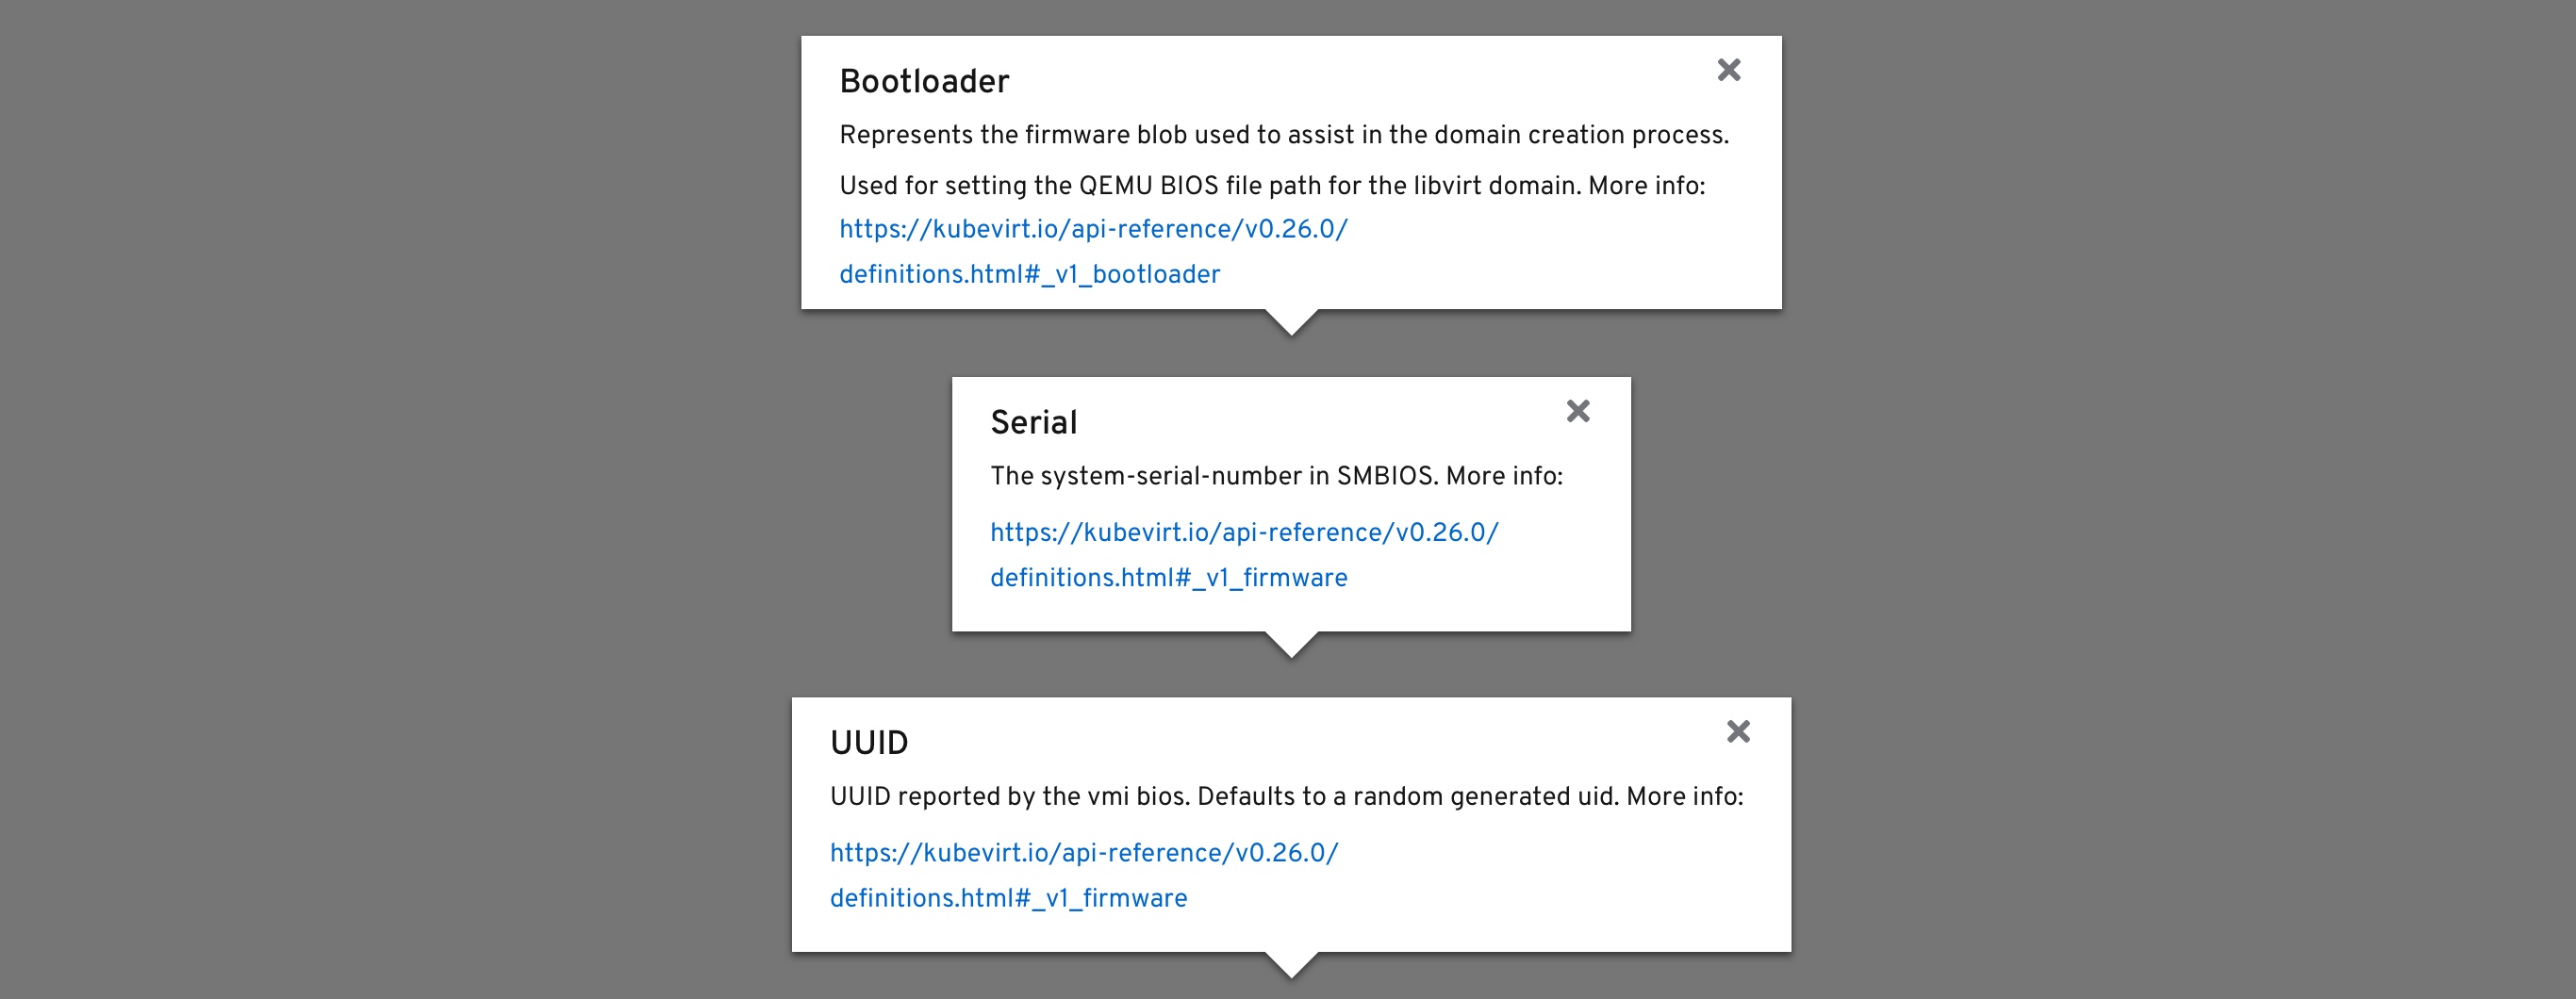 Bootloader
Represents the firmware blob used to assist in the domain creation process.
Used for setting the QEMU BIOS file path for the libvirt domain. More info:
https://kubevirt.io/api-reference/v0.26.0/
definitions.html#_v1_bootloader
Serial
The system-serial-number in SMBIOS. More info:
https://kubevirt.io/api-reference/v0.26.0/
definitions.html#_v1_firmware
UUID
UUID reported by the vmi bios. Defaults to a random generated uid. More info:
https://kubevirt.io/api-reference/v0.26.0/
definitions.html#_v1_firmware